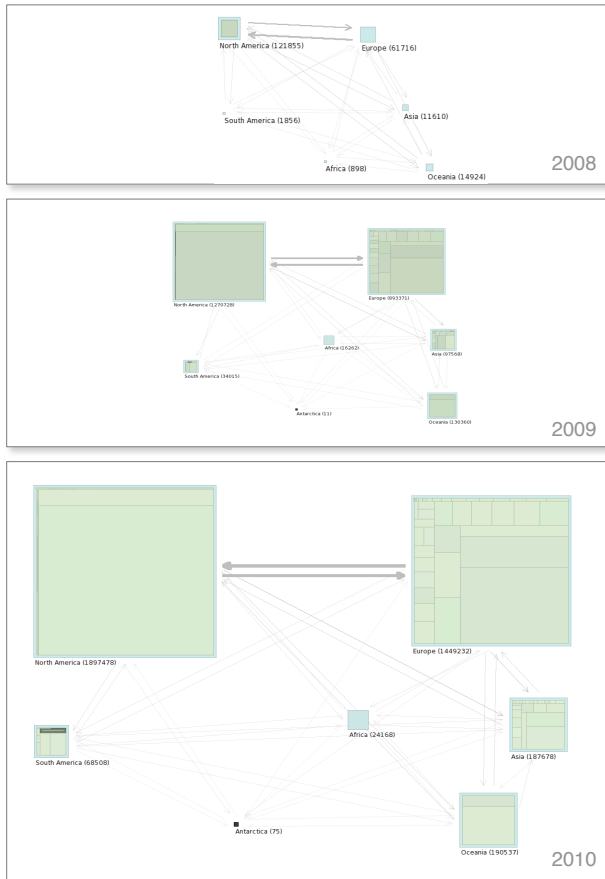 North America (121855)
Europe (61716)
South America (1856)
Asia (11610)
Africa (898)
Oceania (14924)
2008
North America (1270728)
Europe (893371)
Africa (16262)
Asia (97568)
South America (34015)
Antarctica (11)
Oceania (130360)
2009
North America (1897478)
Europe (1449232)
Africa (24168)
Asia (187678)
South America (68508)
Antarctica (75)
Oceania (190537)
2010